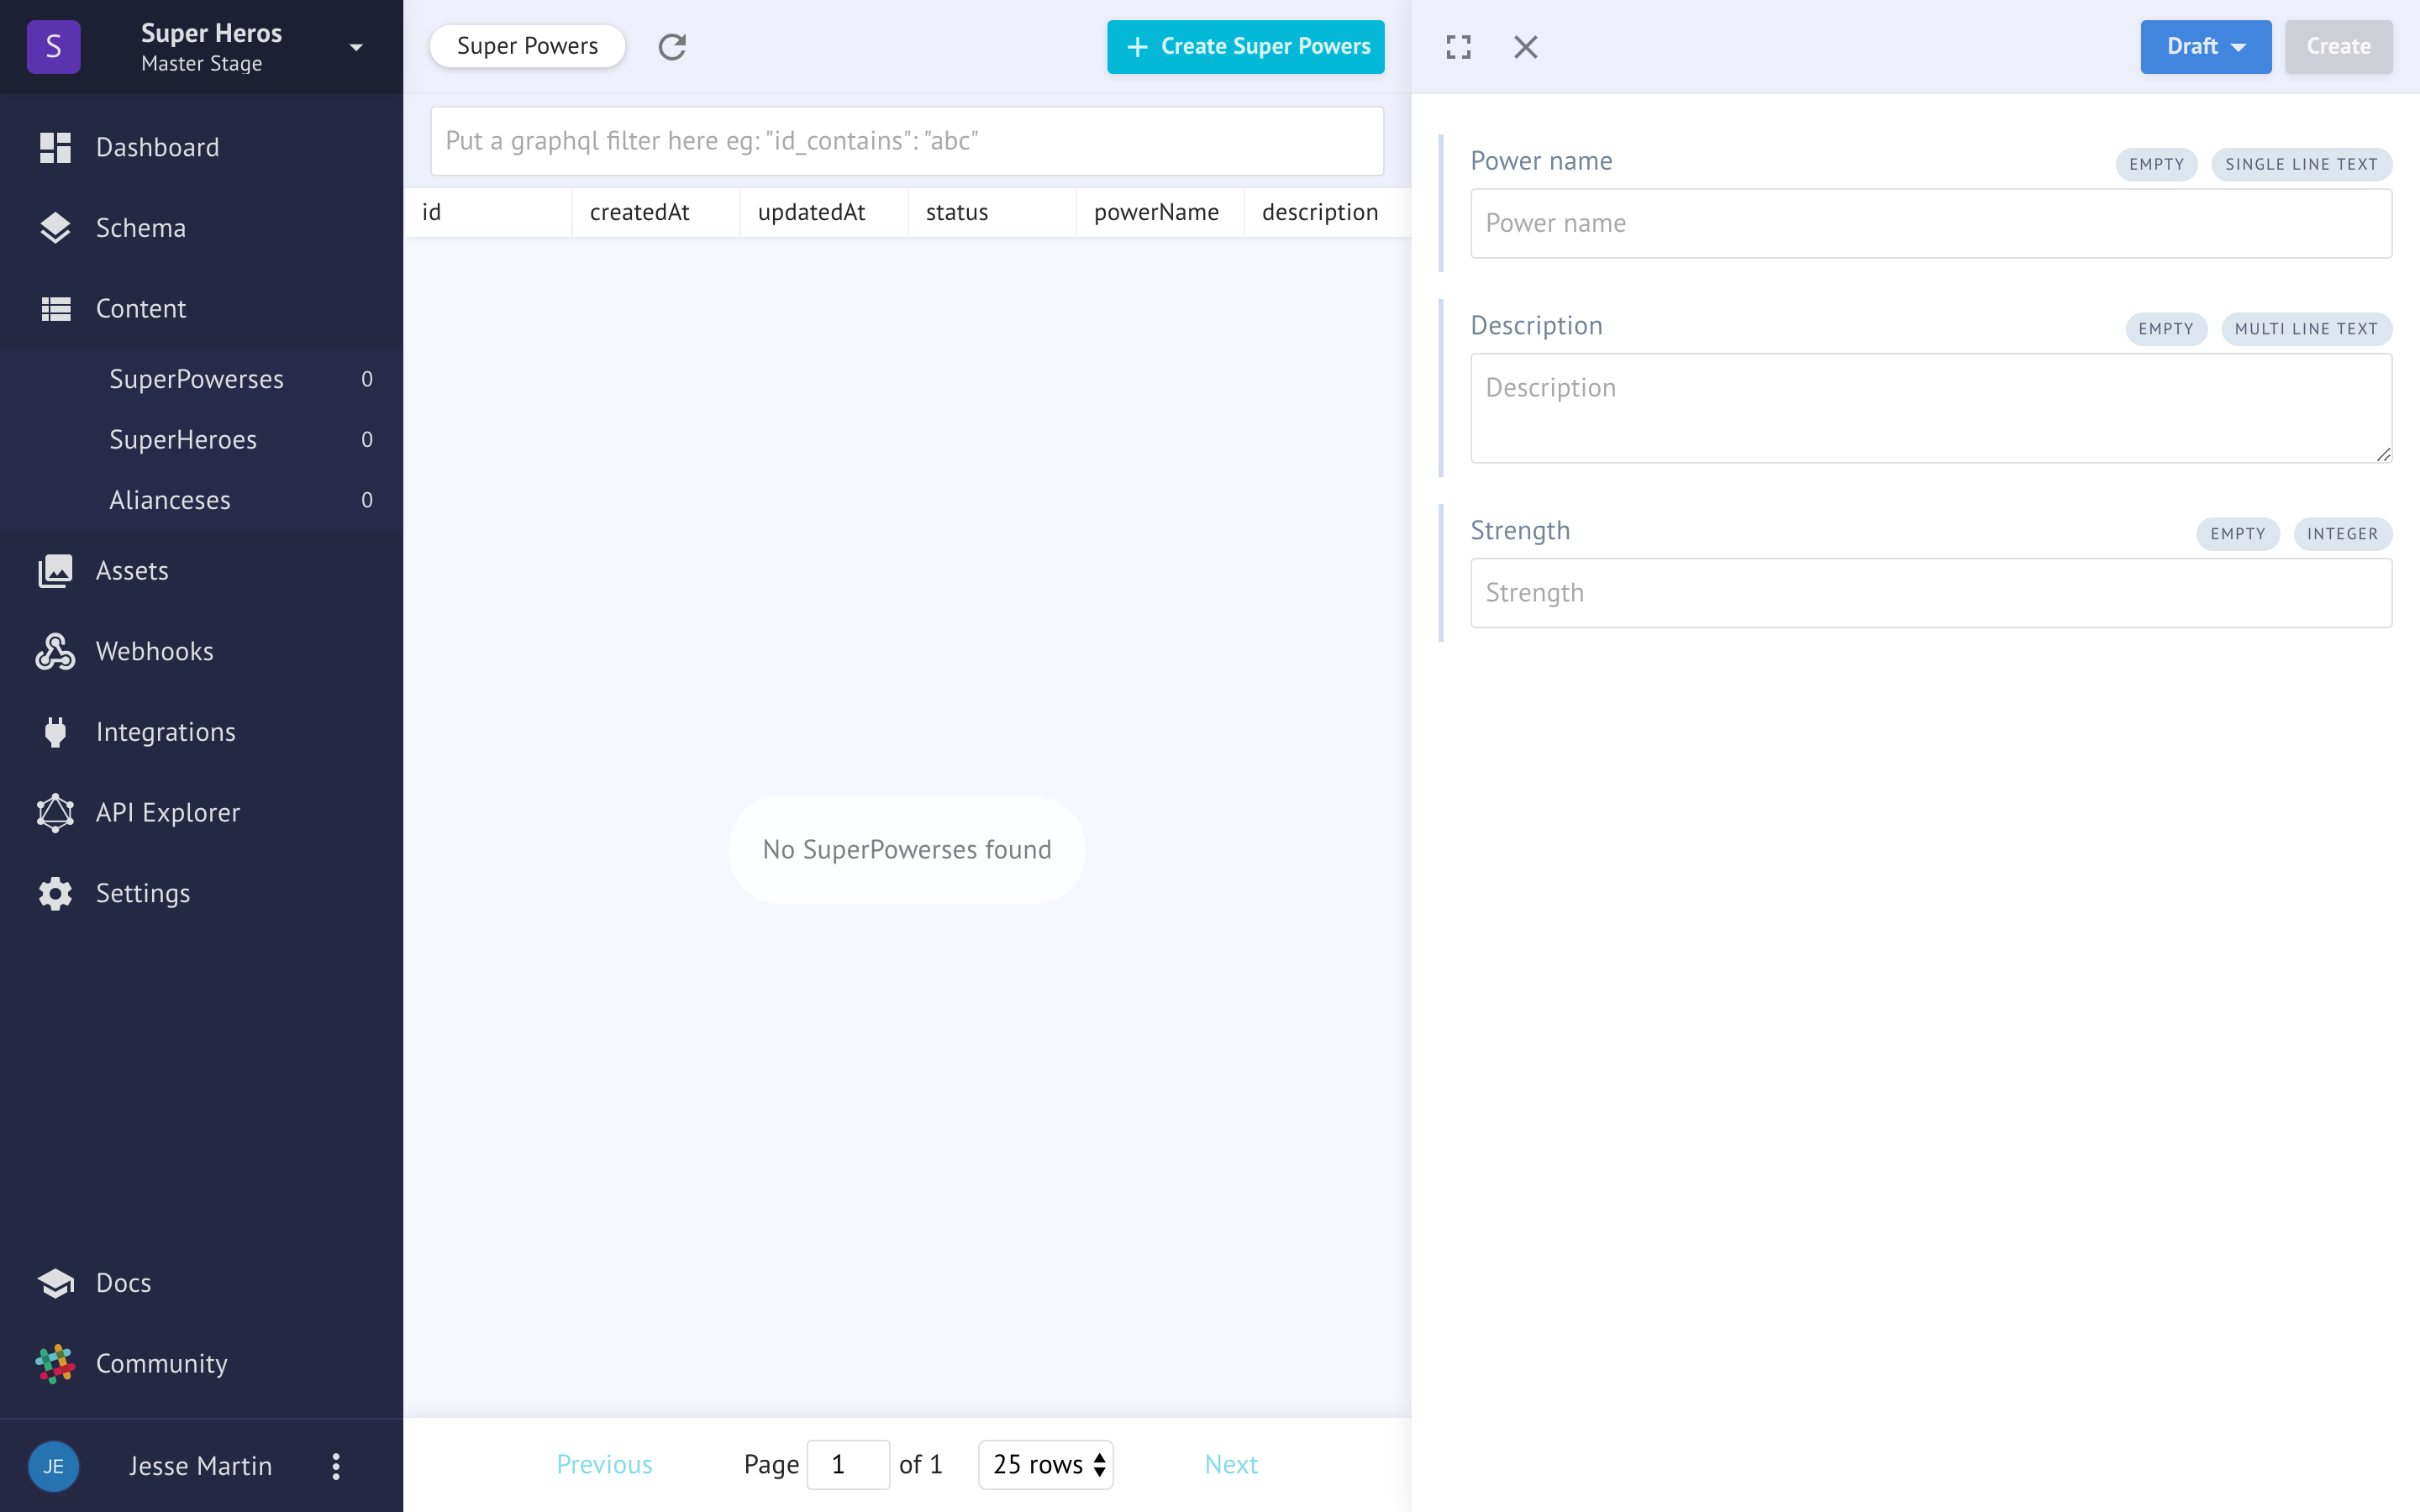 S
Super Heros
Master Stage
Dashboard
Schema
Content
SuperPowerses 0
SuperHeroes 0
Alianceses 0
Assets
Webhooks
Integrations
API Explorer
Settings
Docs
Community
JE Jesse Martin
Super Powers
+ Create Super Powers
Put a graphql filter here eg: "id_contains": "abc"
id createdAt updatedAt status powerName description
No SuperPowerses found
Previous Page 1 of 1 25 rows Next
Draft Create
Power name EMPTY SINGLE LINE TEXT
Power name
Description EMPTY MULTI LINE TEXT
Description
Strength EMPTY INTEGER
Strength